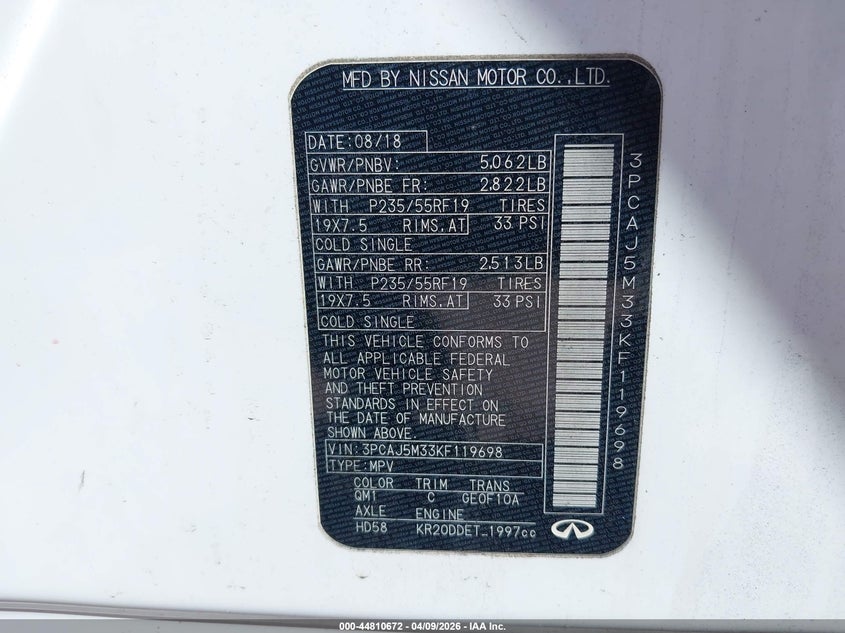 MFD BY NISSAN MOTOR CO.,LTD.
DATE:08/18
GVWR/PNBV: 5.062LB
GAWR/PNBE FR: 2.822LB
WITH P235/55RF19 TIRES
19X7.5 RIMS.AT 33 PSI
COLD SINGLE
GAWR/PNBE RR: 2.513LB
WITH P235/55RF19 TIRES
19X7.5 RIMS.AT 33 PSI
COLD SINGLE
THIS VEHICLE CONFORMS TO
ALL APPLICABLE FEDERAL
MOTOR VEHICLE SAFETY
AND THEFT PREVENTION
STANDARDS IN EFFECT ON
THE DATE OF MANUFACTURE
SHOWN ABOVE.
VIN:3PCAJ5M33KF119698
TYPE:MPV
COLOR TRIM TRANS
QM1 C GE0F10A
AXLE ENGINE
HD58 KR20DDET_1997cc
3PCAJ5M33KF119698
000-44810672 - 04/09/2026 - IAA Inc.